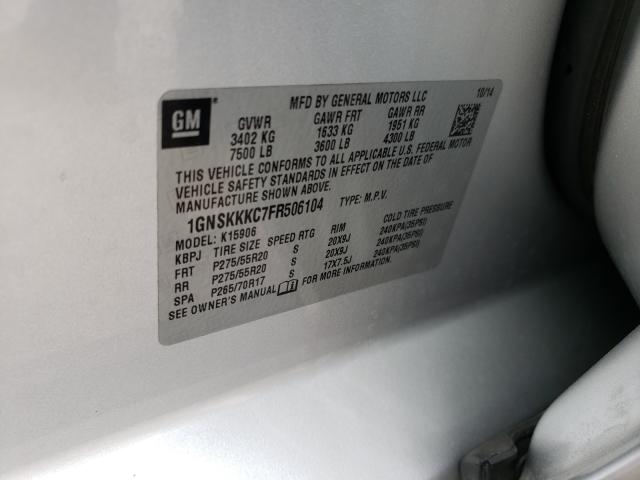 GM
MFD BY GENERAL MOTORS LLC 10/14
GVWR GAWR FRT GAWR RR
3402 KG 1633 KG 1951 KG
7500 LB 3600 LB 4300 LB
THIS VEHICLE CONFORMS TO ALL APPLICABLE U.S. FEDERAL MOTOR
VEHICLE SAFETY STANDARDS IN EFFECT ON THE DATE OF
MANUFACTURE SHOWN ABOVE.
1GNSKKKC7FR506104 TYPE: M.P.V.
MODEL: K15906
KBPJ TIRE SIZE SPEED RTG RIM COLD TIRE PRESSURE
FRT P275/55R20 S 20X9J 240KPA(35PSI)
RR P275/55R20 S 20X9J 240KPA(35PSI)
SPA P265/70R17 S 17X7.5J 240KPA(35PSI)
SEE OWNER'S MANUAL FOR MORE INFORMATION.